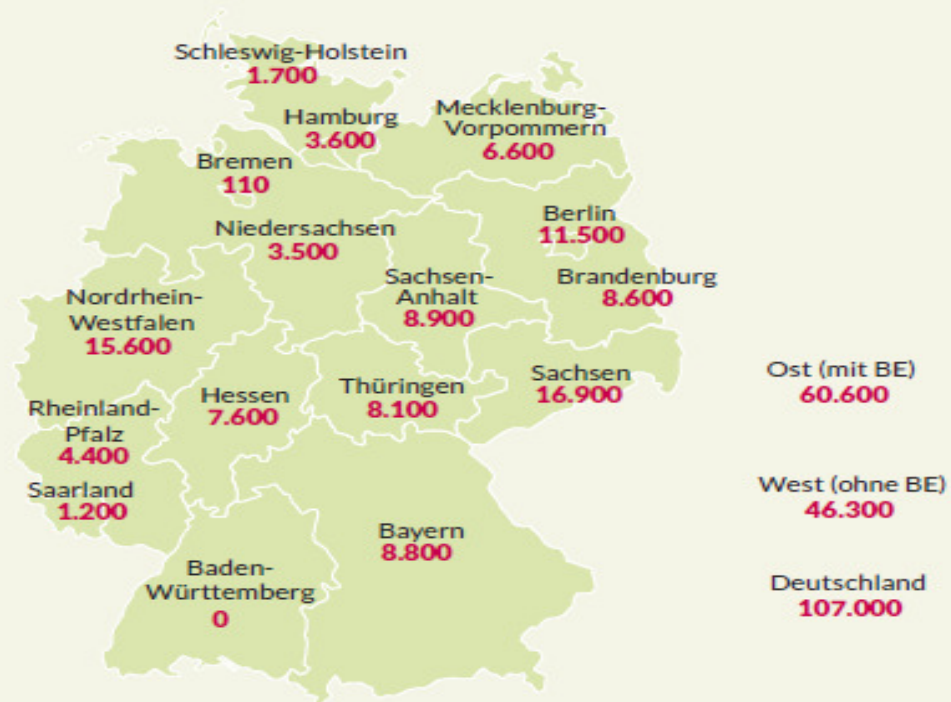 Schleswig-Holstein
1.700
Hamburg
3.600
Mecklenburg-
Vorpommern
6.600
Bremen
110
Niedersachsen
3.500
Berlin
11.500
Sachsen-
Anhalt
8.900
Brandenburg
8.600
Nordrhein-
Westfalen
15.600
Hessen
7.600
Thüringen
8.100
Sachsen
16.900
Ost (mit BE)
60.600
Rheinland-
Pfalz
4.400
Saarland
1.200
West (ohne BE)
46.300
Bayern
8.800
Baden-
Württemberg
0
Deutschland
107.000